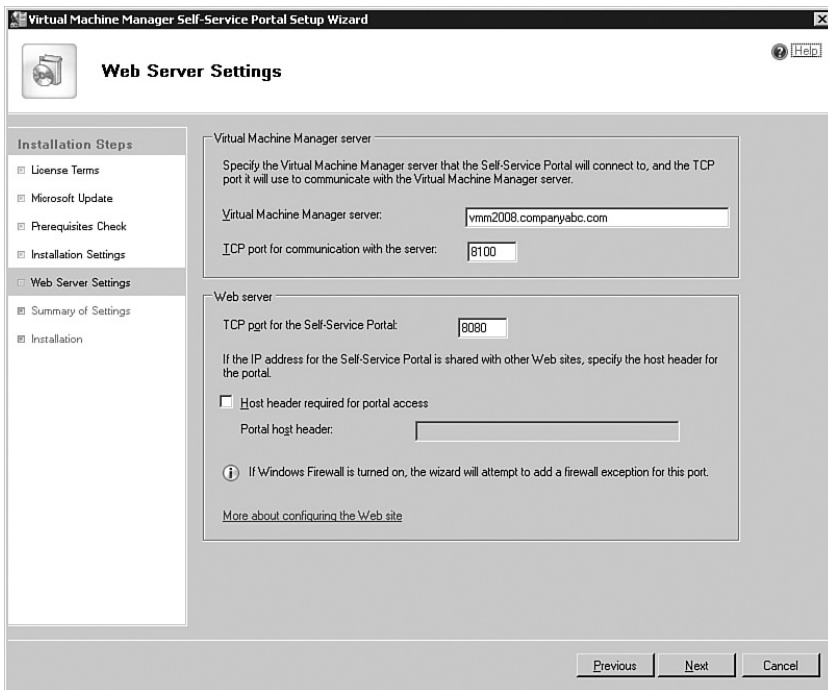 Virtual Machine Manager Self-Service Portal Setup Wizard
Help
Web Server Settings
Installation Steps
License Terms
Microsoft Update
Prerequisites Check
Installation Settings
Web Server Settings
Summary of Settings
Installation
Virtual Machine Manager server
Specify the Virtual Machine Manager server that the Self-Service Portal will connect to, and the TCP
port it will use to communicate with the Virtual Machine Manager server.
Virtual Machine Manager server:
vmm2008.companyabc.com
TCP port for communication with the server:
8100
Web server
TCP port for the Self-Service Portal:
8080
If the IP address for the Self-Service Portal is shared with other Web sites, specify the host header for
the portal.
Host header required for portal access
Portal host header:
If Windows Firewall is turned on, the wizard will attempt to add a firewall exception for this port.
More about configuring the Web site
Previous
Next
Cancel